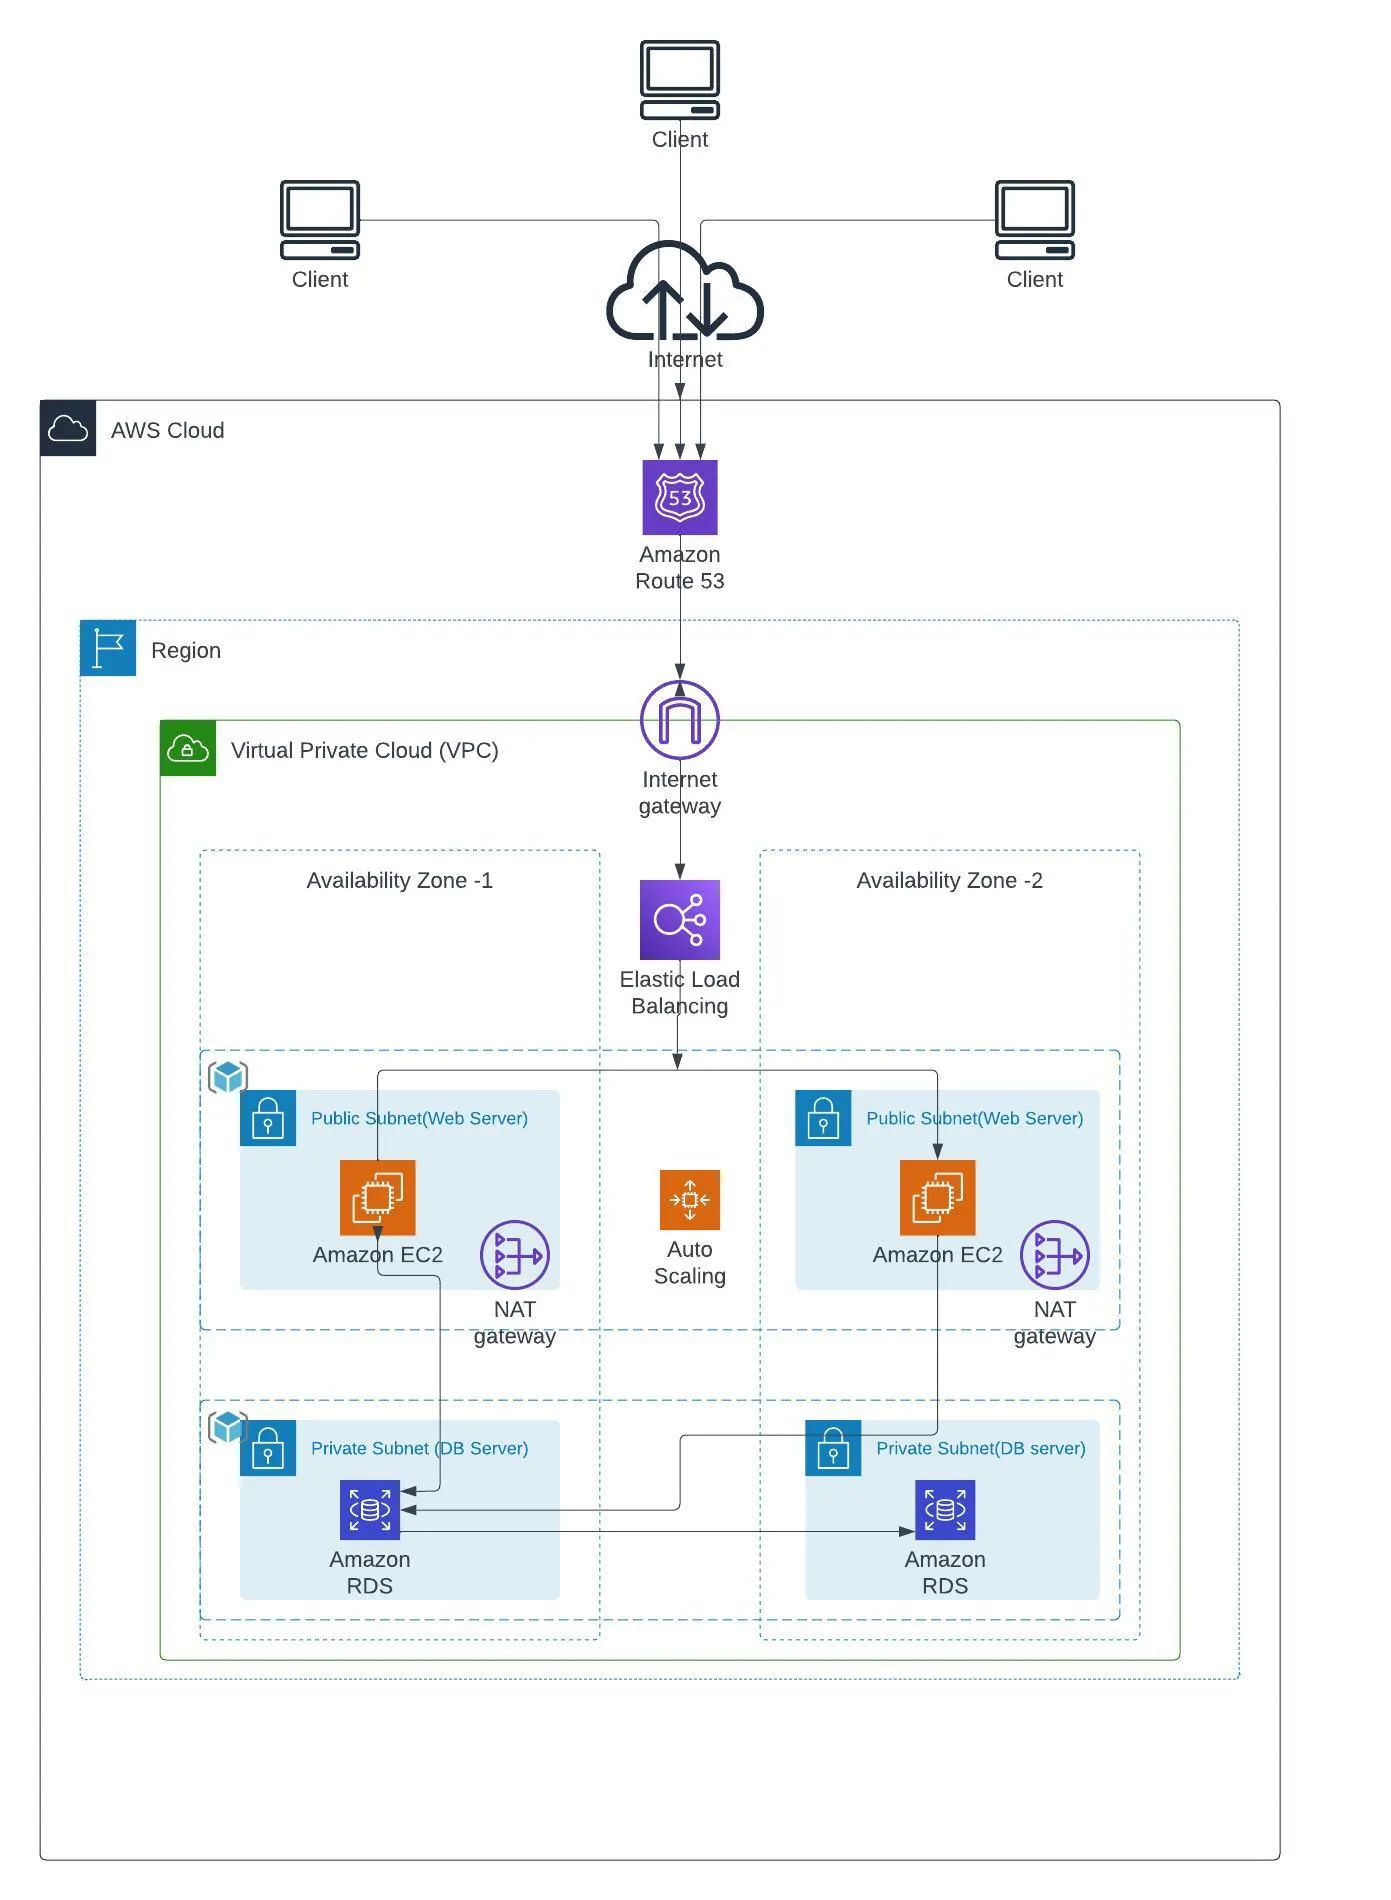 Client
Client
Client
Internet
AWS Cloud
53
Amazon
Route 53
Region
Virtual Private Cloud (VPC)
Internet
gateway
Availability Zone -1
Availability Zone -2
Elastic Load
Balancing
Public Subnet(Web Server)
Public Subnet(Web Server)
Amazon EC2
NAT
gateway
Auto
Scaling
Amazon EC2
NAT
gateway
Private Subnet (DB Server)
Private Subnet(DB server)
Amazon
RDS
Amazon
RDS